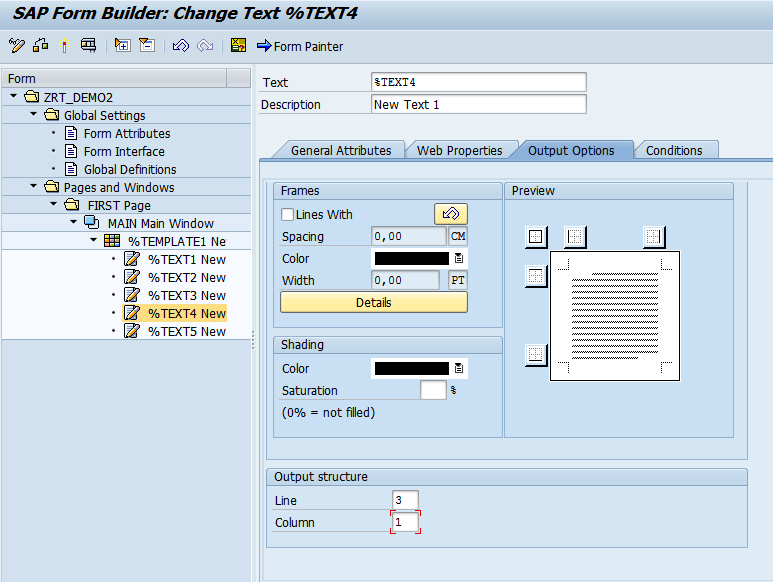 SAP Form Builder: Change Text %TEXT4
Form Painter
Form
ZRT_DEMO2
Global Settings
Form Attributes
Form Interface
Global Definitions
Pages and Windows
FIRST Page
MAIN Main Window
%TEMPLATE1 Ne
%TEXT1 New
%TEXT2 New
%TEXT3 New
%TEXT4 New
%TEXT5 New
Text %TEXT4
Description New Text 1
General Attributes Web Properties Output Options Conditions
Frames
Lines With
Spacing 0,00 CM
Color
Width 0,00 PT
Details
Preview
Shading
Color
Saturation %
(0% = not filled)
Output structure
Line 3
Column 1